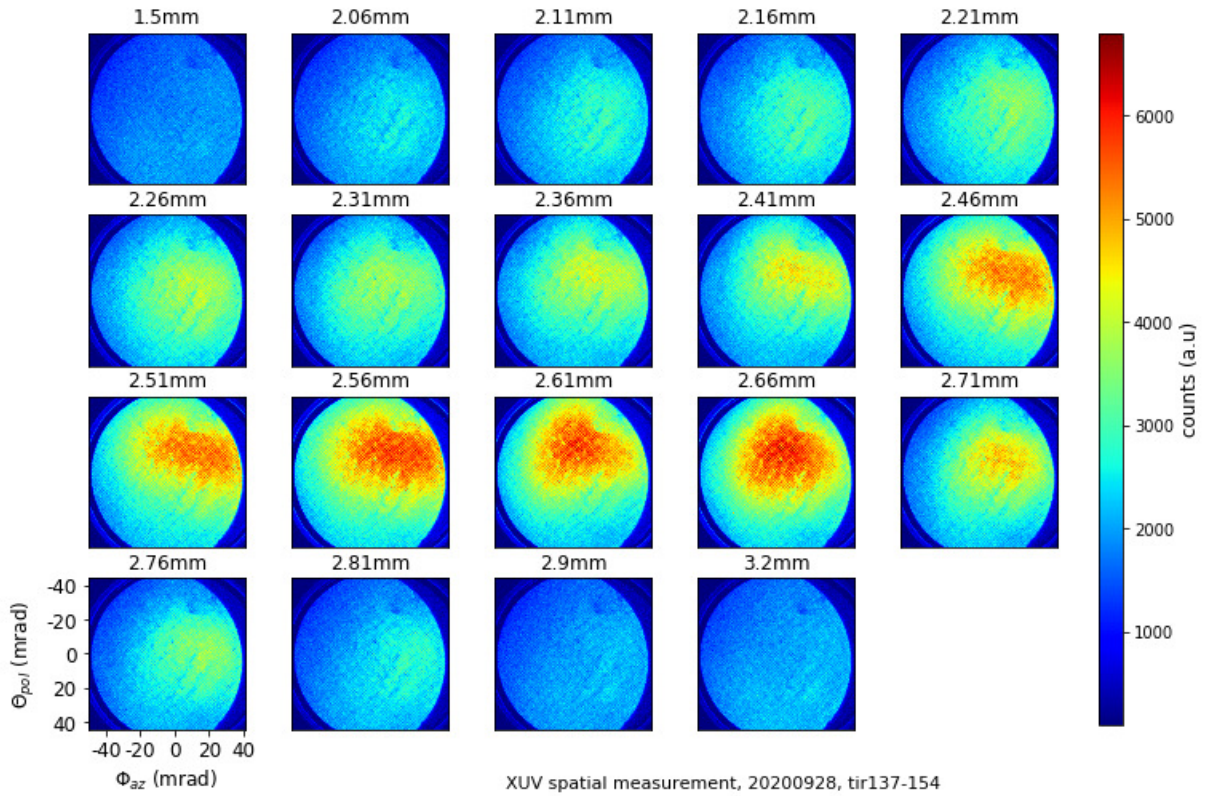 1.5mm 2.06mm 2.11mm 2.16mm 2.21mm
6000
5000
2.26mm 2.31mm 2.36mm 2.41mm 2.46mm
4000
counts (a.u)
2.51mm 2.56mm 2.61mm 2.66mm 2.71mm
3000
2000
2.76mm 2.81mm 2.9mm 3.2mm
1000
-40
-20
0
20
40
Θpol (mrad)
-40 -20 0 20 40
Φaz (mrad)
XUV spatial measurement, 20200928, tir137-154